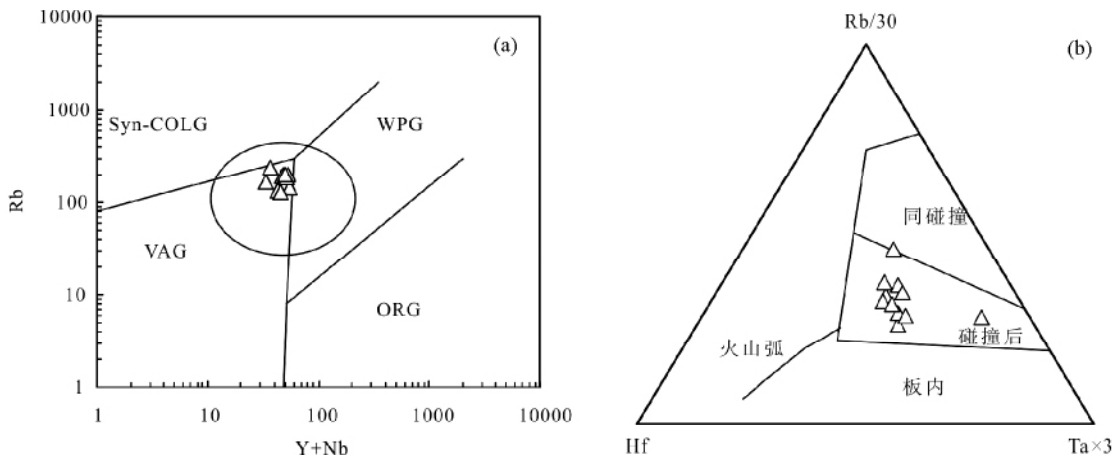 10000
(a)
1000
Syn-COLG
WPG
Rb
100
VAG
10
ORG
1
1
10
100
1000
10000
Y+Nb
Rb/30
(b)
同碰撞
碰撞后
火山弧
板内
Hf
Ta×3